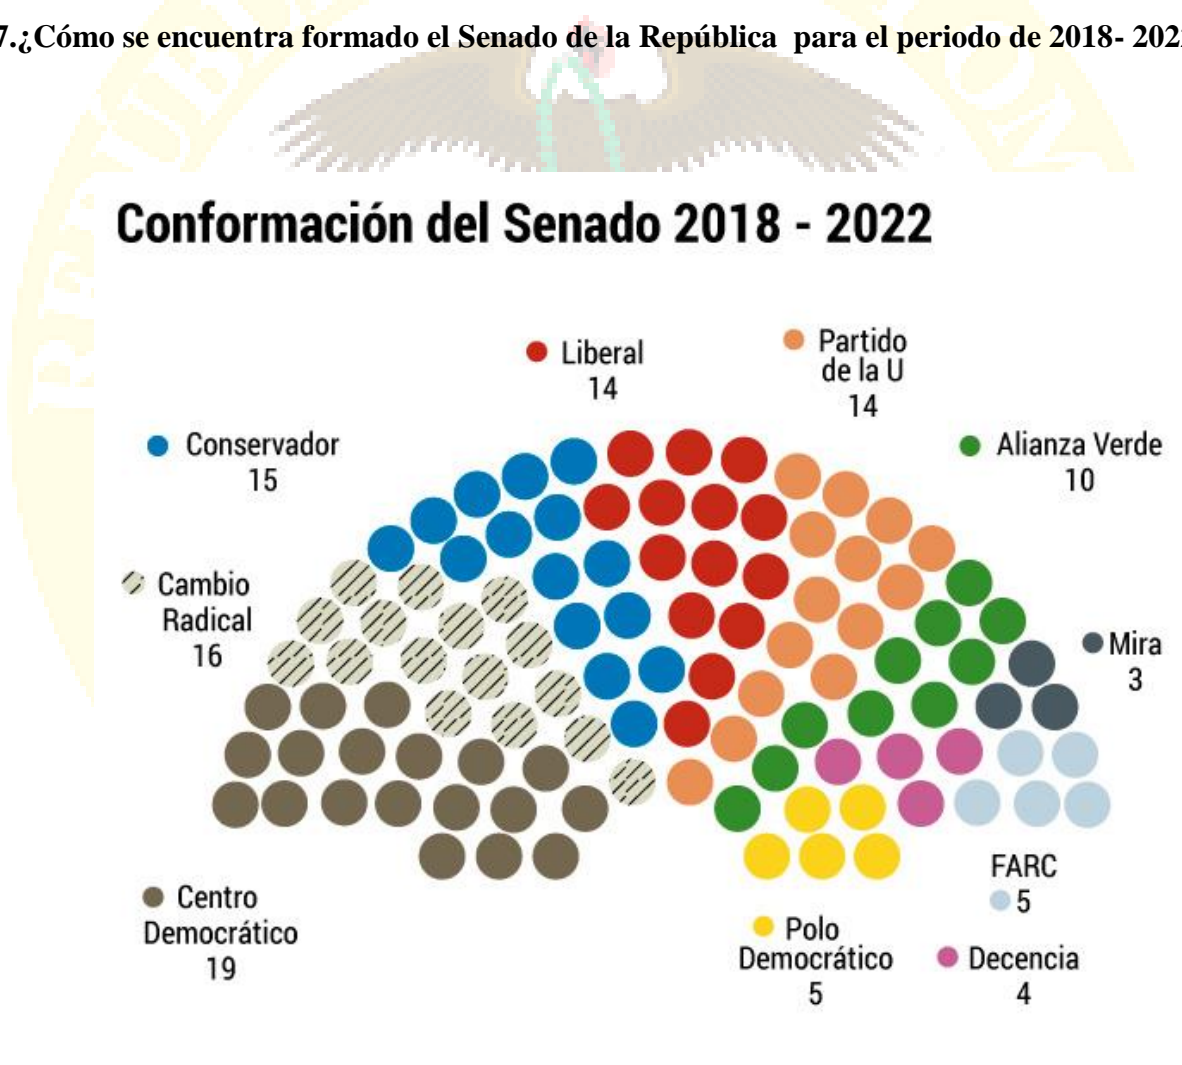 7.¿Cómo se encuentra formado el Senado de la República para el periodo de 2018- 202
Conformación del Senado 2018 - 2022
Liberal
14
Partido
de la U
14
Conservador
15
Alianza Verde
10
Cambio
Radical
16
Mira
3
Centro
Democrático
19
FARC
5
Polo
Democrático
5
Decencia
4